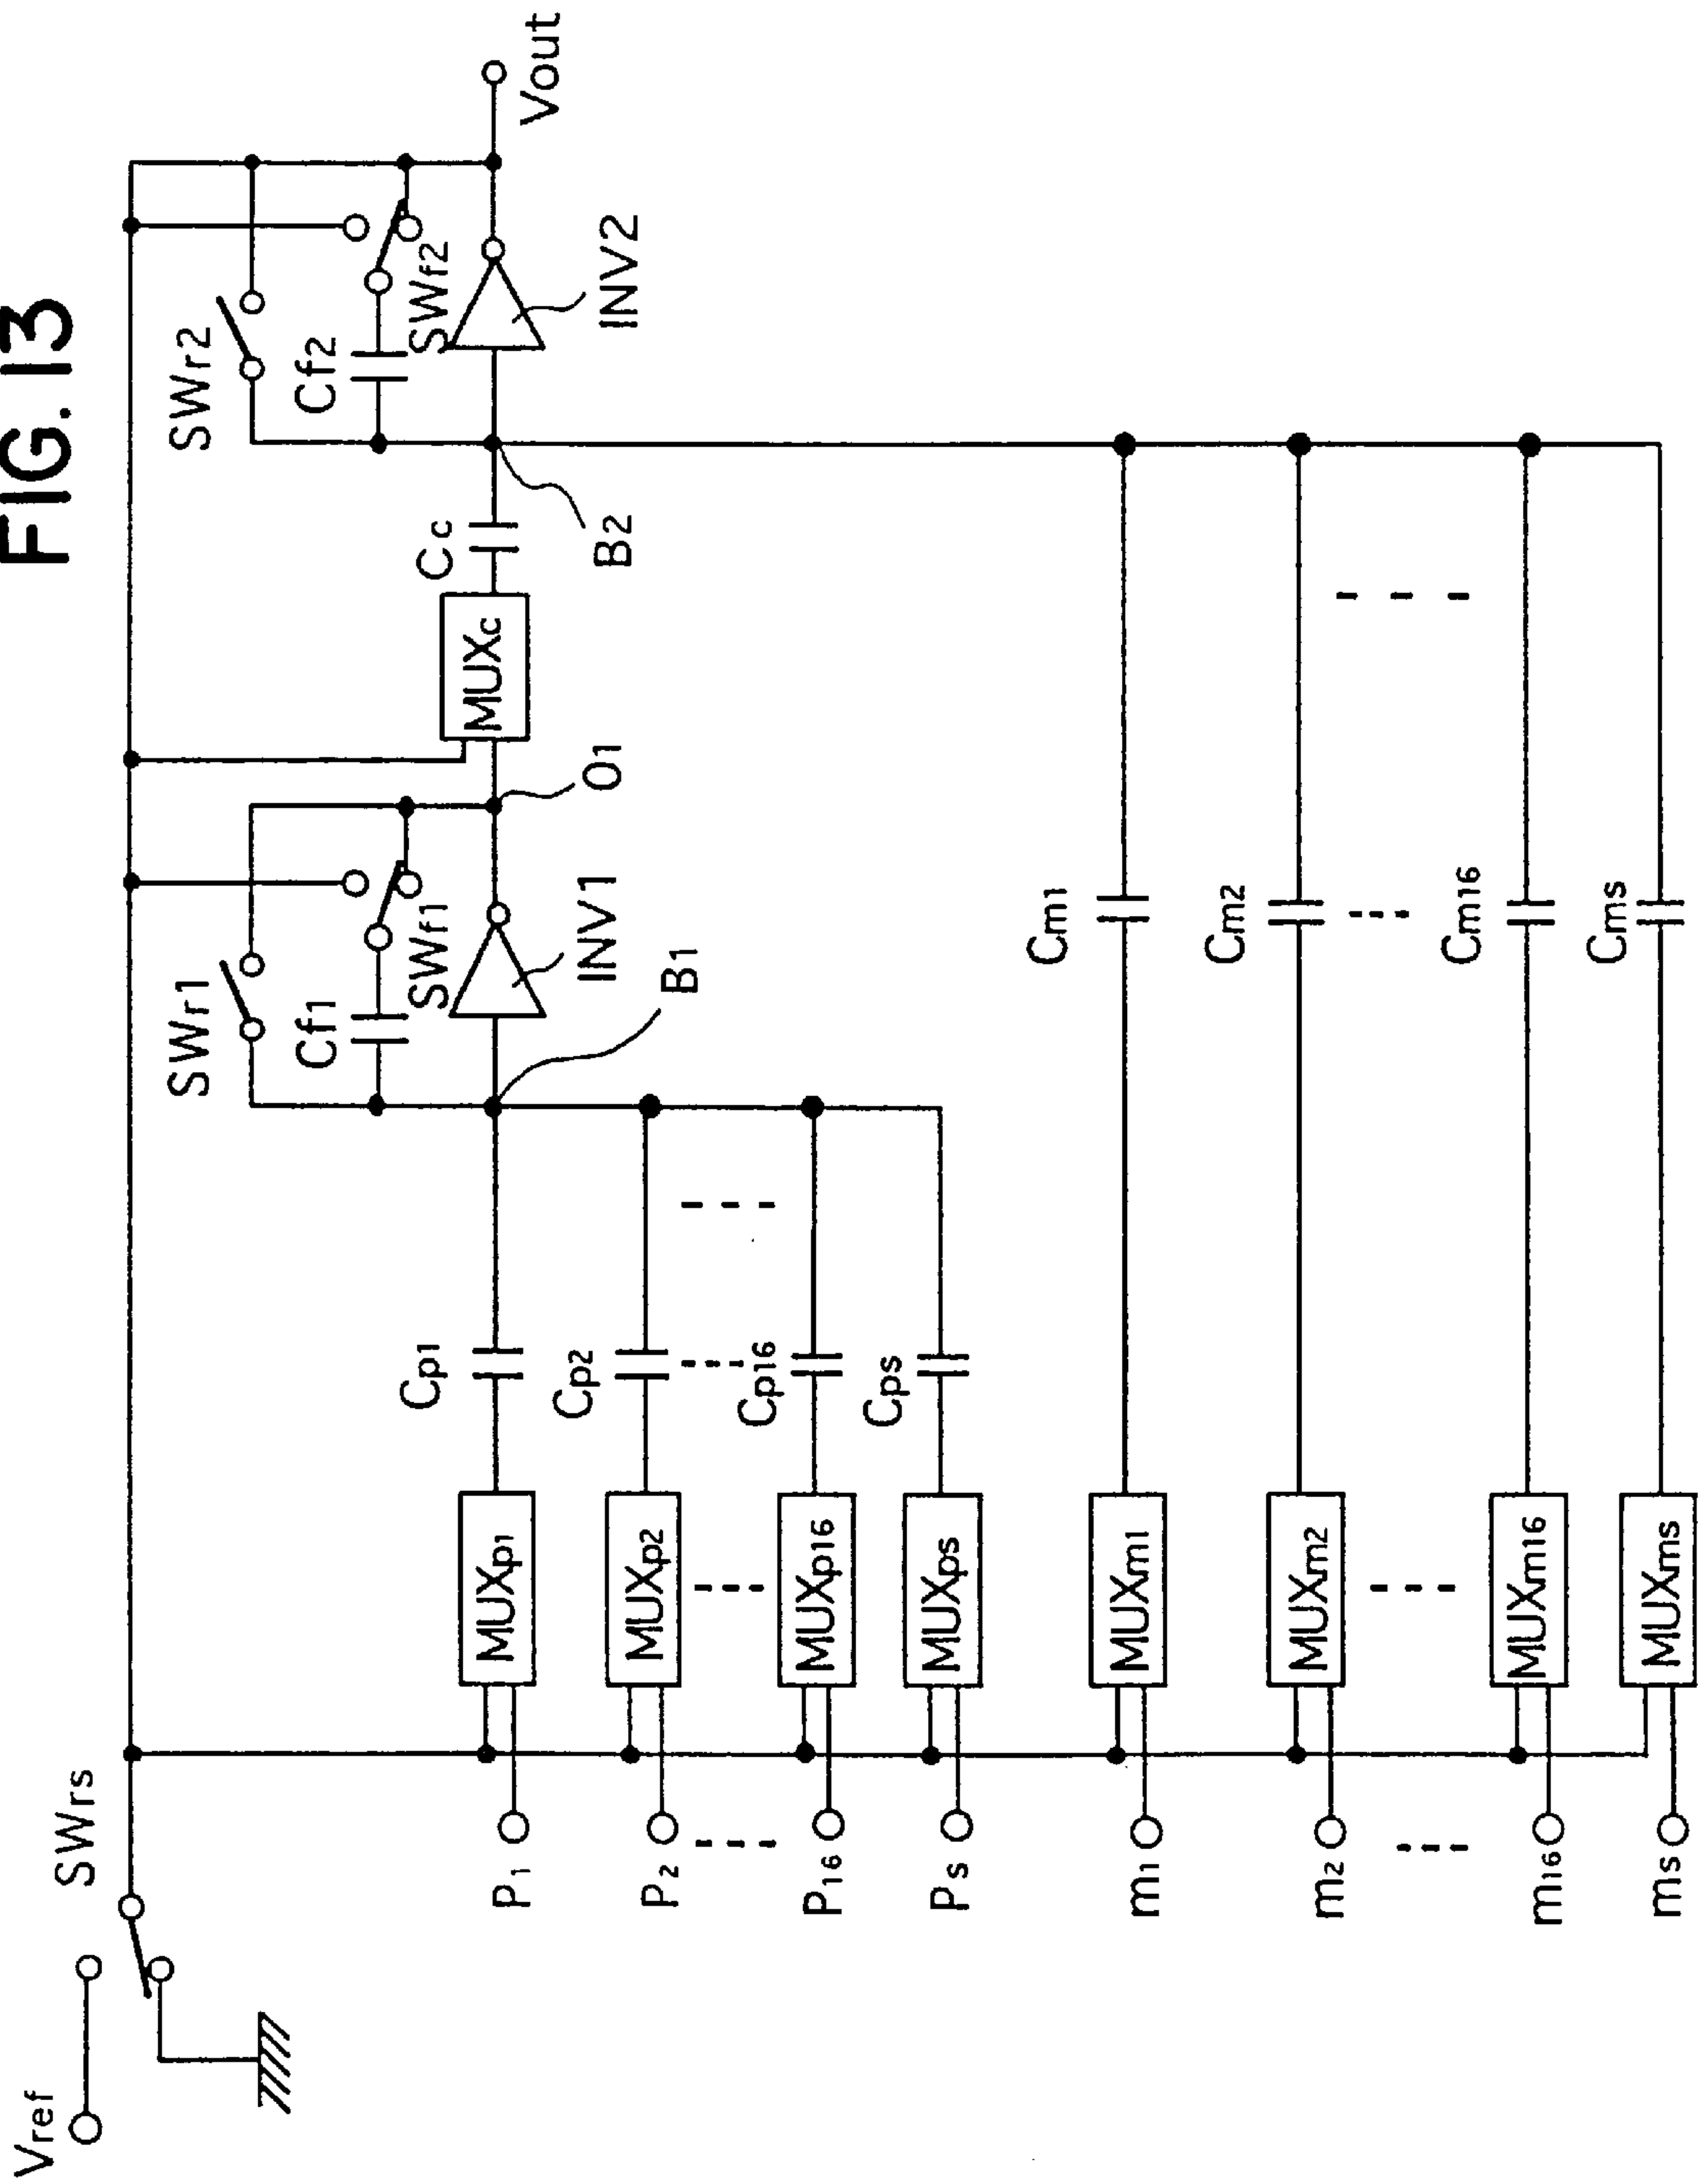 FIG. 13
Vref
SWrs
SWr1
SWr2
Cf1
Cf2
SWf1
SWf2
Vout
P1
MUXp1
Cp1
INV1
MUXc
Cc
INV2
B1
O1
B2
P2
MUXp2
Cp2
P16
MUXp16
Cp16
Ps
MUXps
Cps
m1
MUXm1
Cm1
m2
MUXm2
Cm2
m16
MUXm16
Cm16
ms
MUXms
Cms